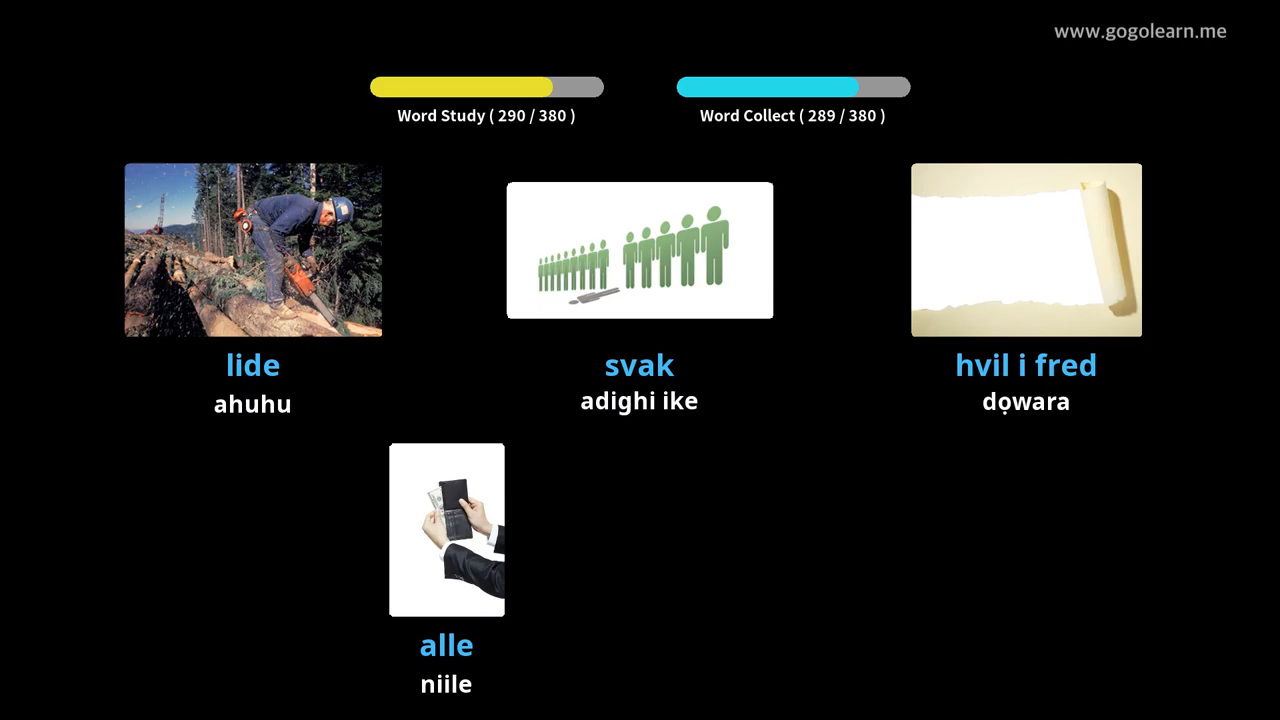 www.gogolearn.me
Word Study ( 290 / 380 )
Word Collect ( 289 / 380 )
lide
ahuhu
svak
adighi ike
hvil i fred
dọwara
alle
niile